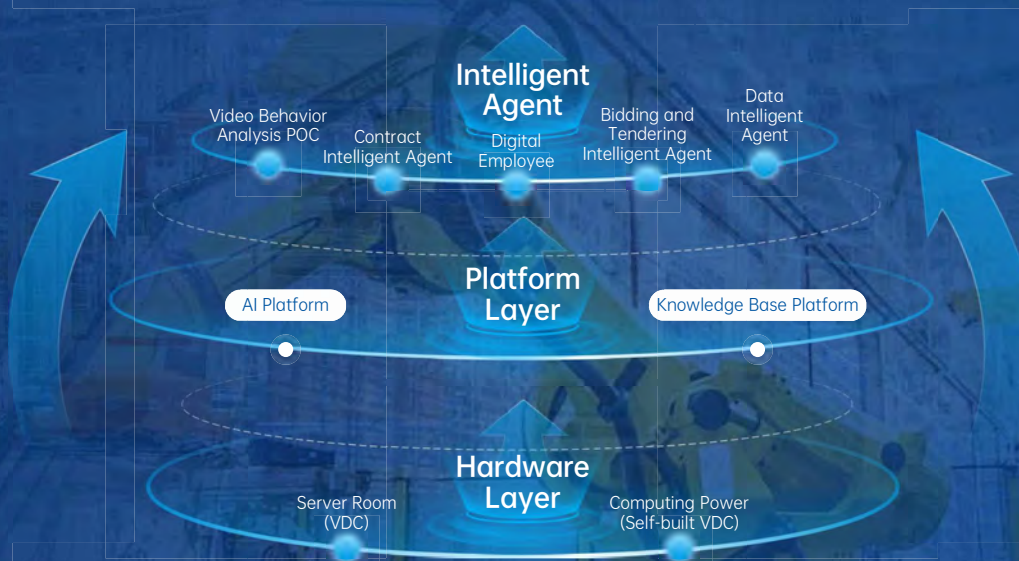 Intelligent
Agent
Video Behavior
Analysis POC
Contract
Intelligent Agent
Digital
Employee
Bidding and
Tendering
Intelligent Agent
Data
Intelligent
Agent
Platform
Layer
AI Platform
Knowledge Base Platform
Hardware
Layer
Server Room
(VDC)
Computing Power
(Self-built VDC)